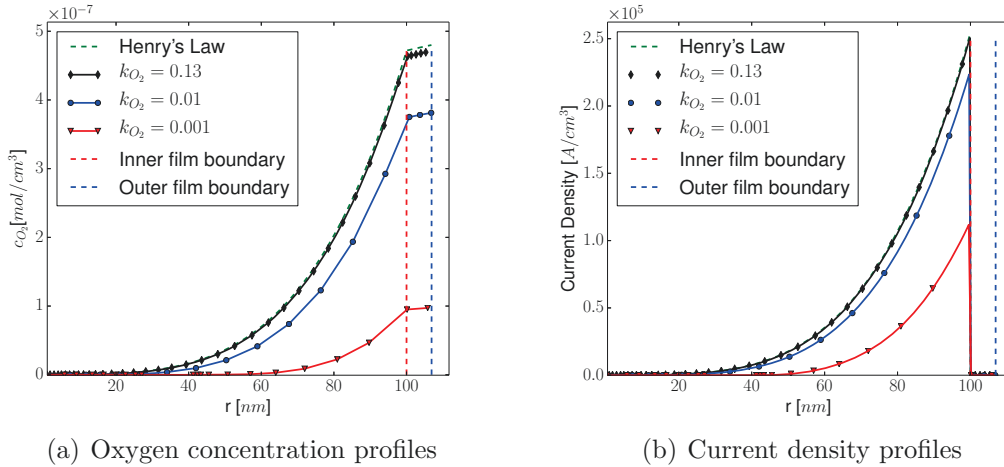 ×10⁻⁷
5
4
3
2
1
0
20
40
60
80
100
r [nm]
c_{O_2}[mol/cm^3]
Henry's Law
k_{O_2} = 0.13
k_{O_2} = 0.01
k_{O_2} = 0.001
Inner film boundary
Outer film boundary
(a) Oxygen concentration profiles
×10⁵
2.5
2.0
1.5
1.0
0.5
0.0
20
40
60
80
100
r [nm]
Current Density [A/cm^3]
Henry's Law
k_{O_2} = 0.13
k_{O_2} = 0.01
k_{O_2} = 0.001
Inner film boundary
Outer film boundary
(b) Current density profiles